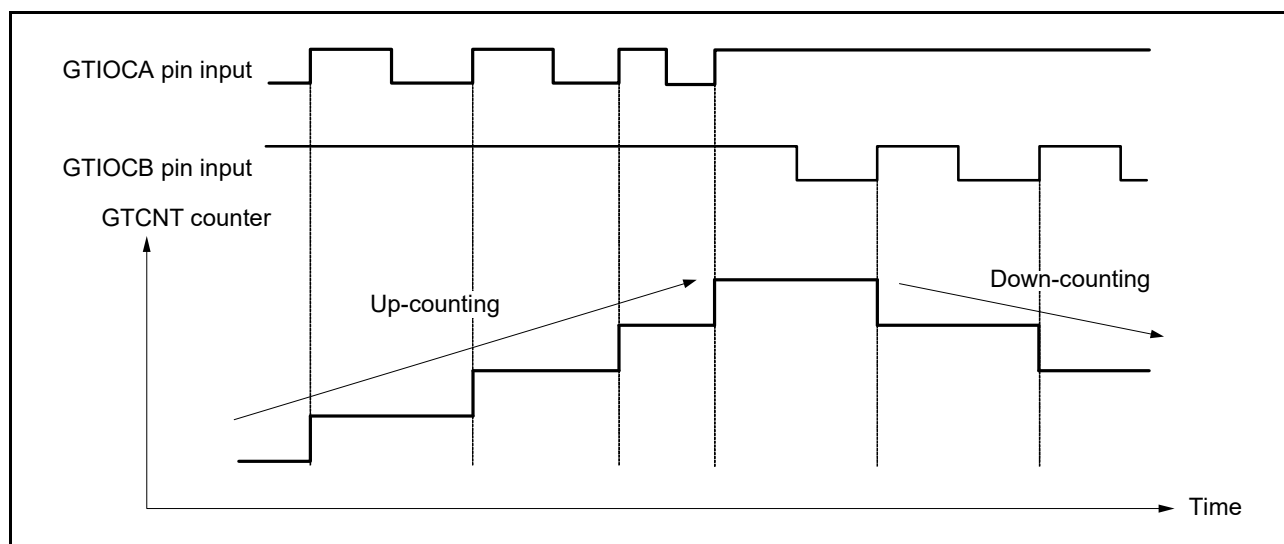 GTIOCA pin input
GTIOCB pin input
GTCNT counter
Up-counting
Down-counting
Time